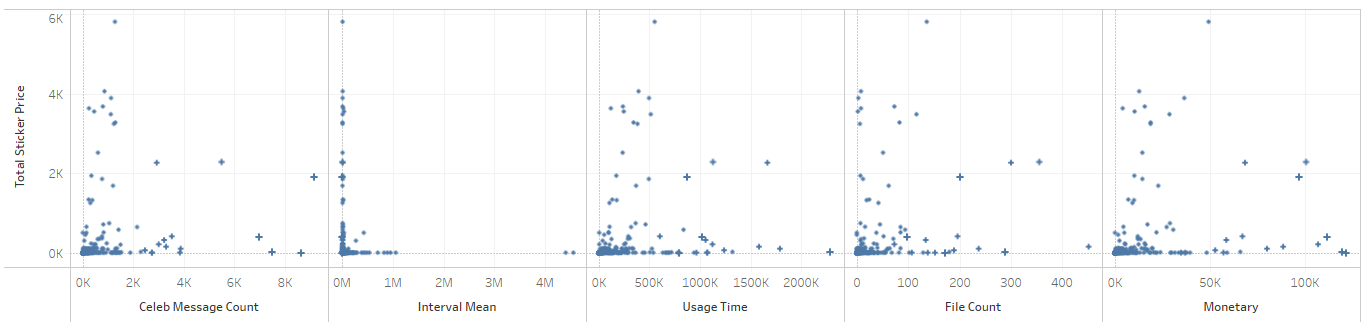 Total Sticker Price
6K
4K
2K
0K
0K 2K 4K 6K 8K
0M 1M 2M 3M 4M
0K 500K 1000K 1500K 2000K
0 100 200 300 400
0K 50K 100K
Celeb Message Count
Interval Mean
Usage Time
File Count
Monetary